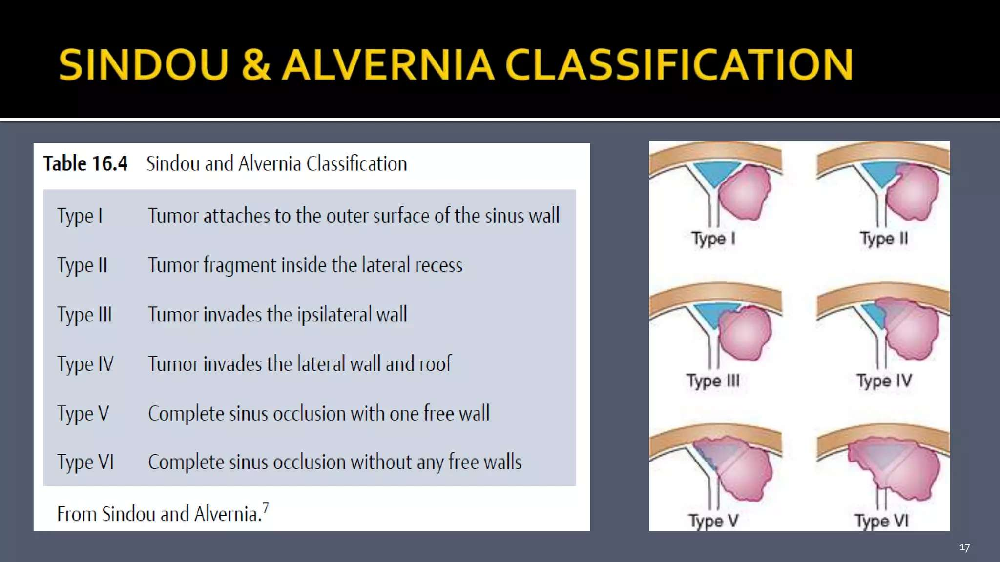 SINDOU & ALVERNIA CLASSIFICATION
Table 16.4 Sindou and Alvernia Classification
Type I Tumor attaches to the outer surface of the sinus wall
Type II Tumor fragment inside the lateral recess
Type III Tumor invades the ipsilateral wall
Type IV Tumor invades the lateral wall and roof
Type V Complete sinus occlusion with one free wall
Type VI Complete sinus occlusion without any free walls
From Sindou and Alvernia.7
Type I Type II
Type III Type IV
Type V Type VI
17